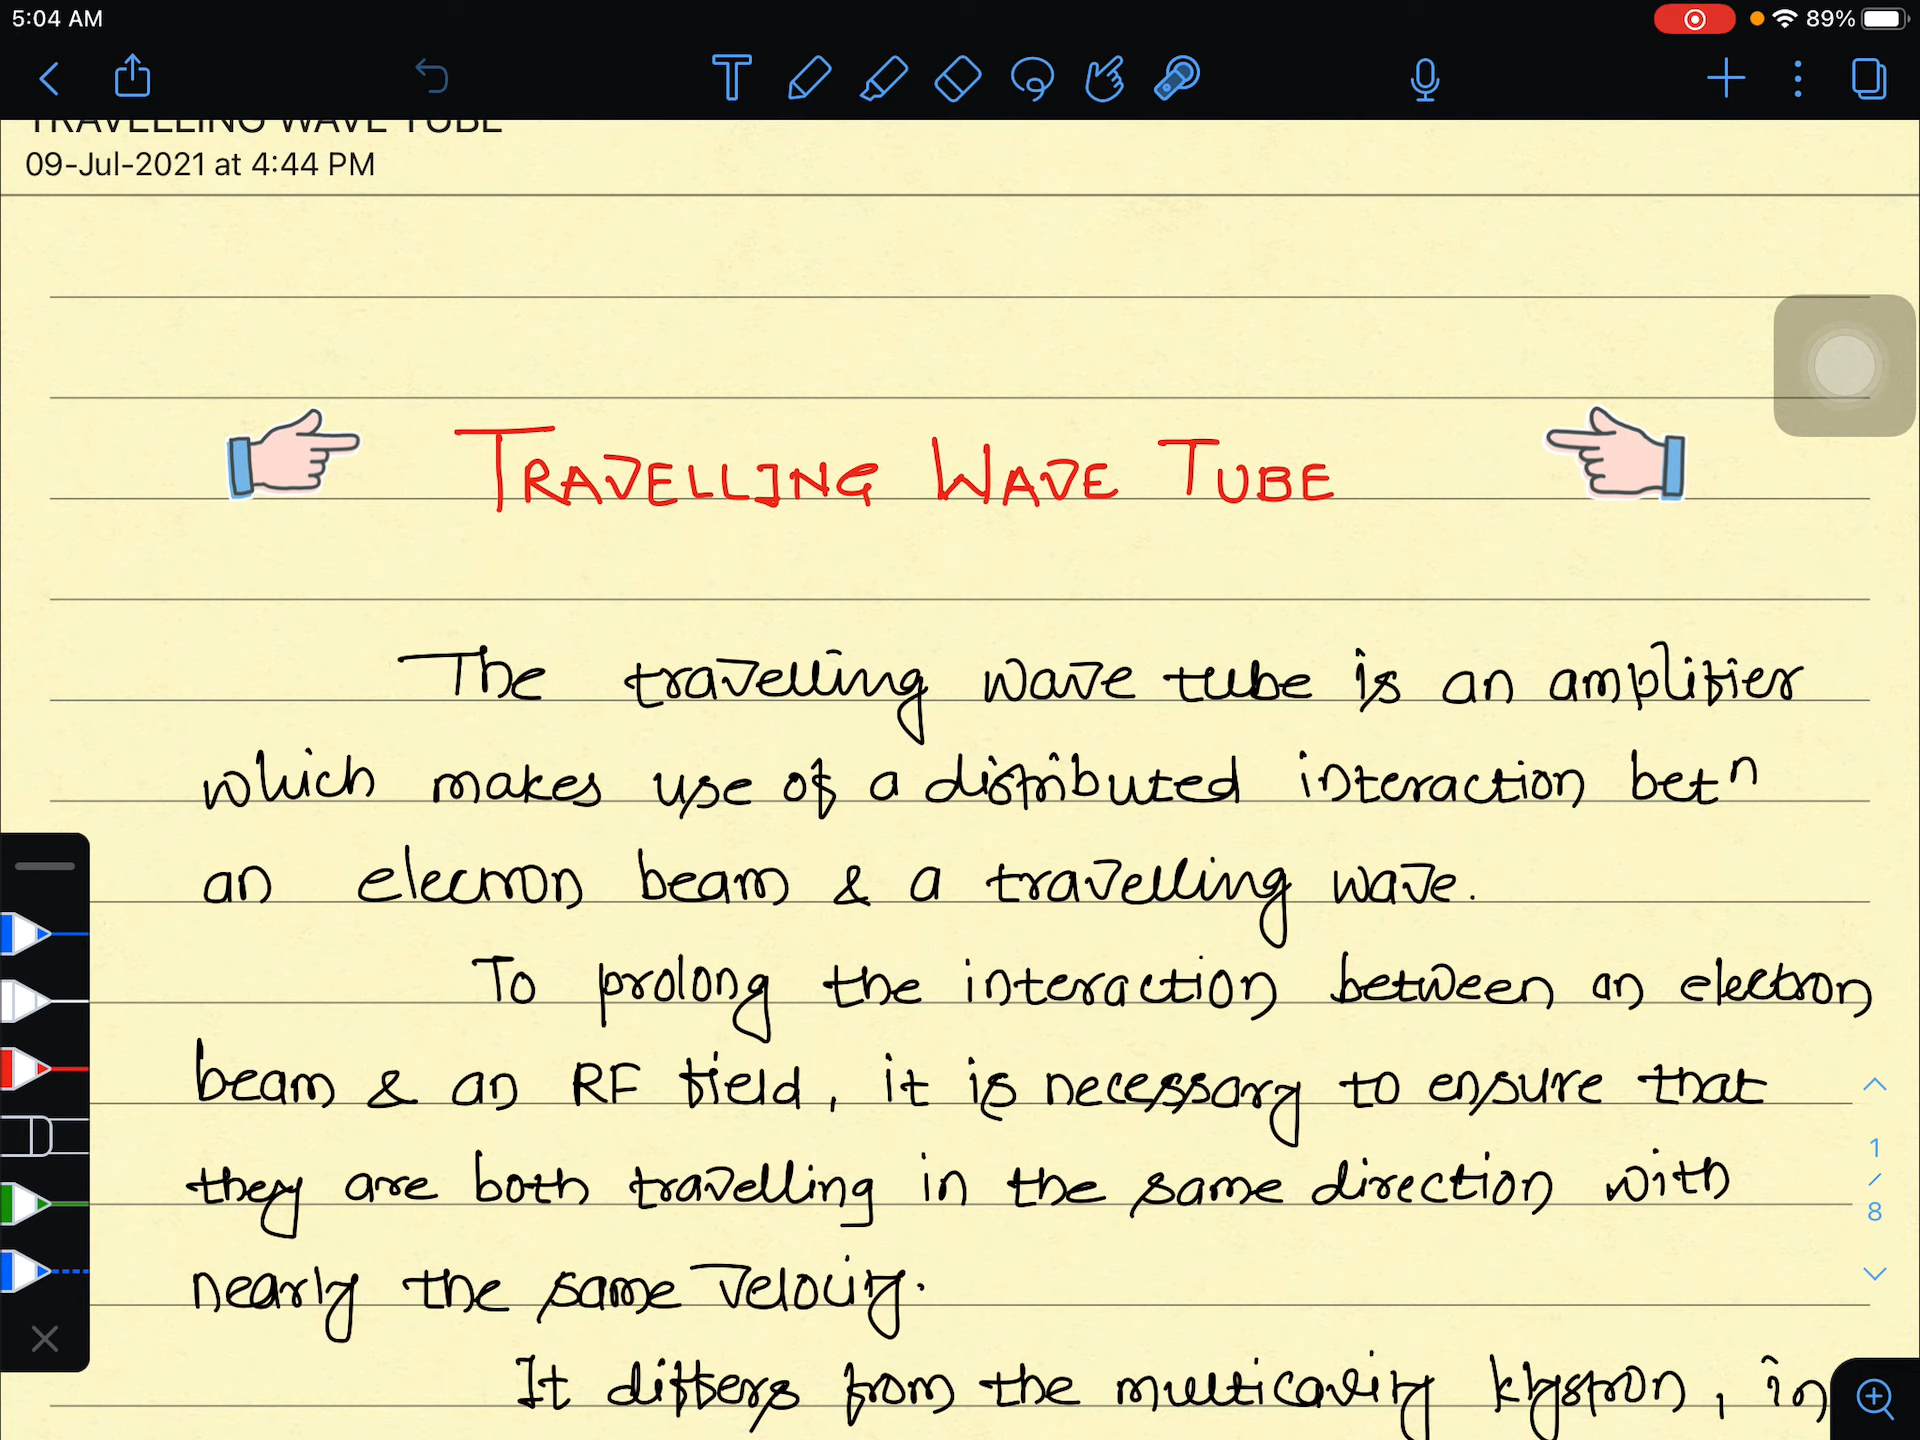 5:04 AM
89%
TRAVELLING WAVE TUBE
09-Jul-2021 at 4:44 PM
TRAVELLING WAVE TUBE
The travelling wave tube is an amplifier
which makes use of a distributed interaction betn
an electron beam & a travelling wave.
To prolong the interaction between an electron
beam & an RF field, it is necessary to ensure that
they are both travelling in the same direction with
nearly the same velocity.
It differs from the multicavity klystron, in
1
/
8